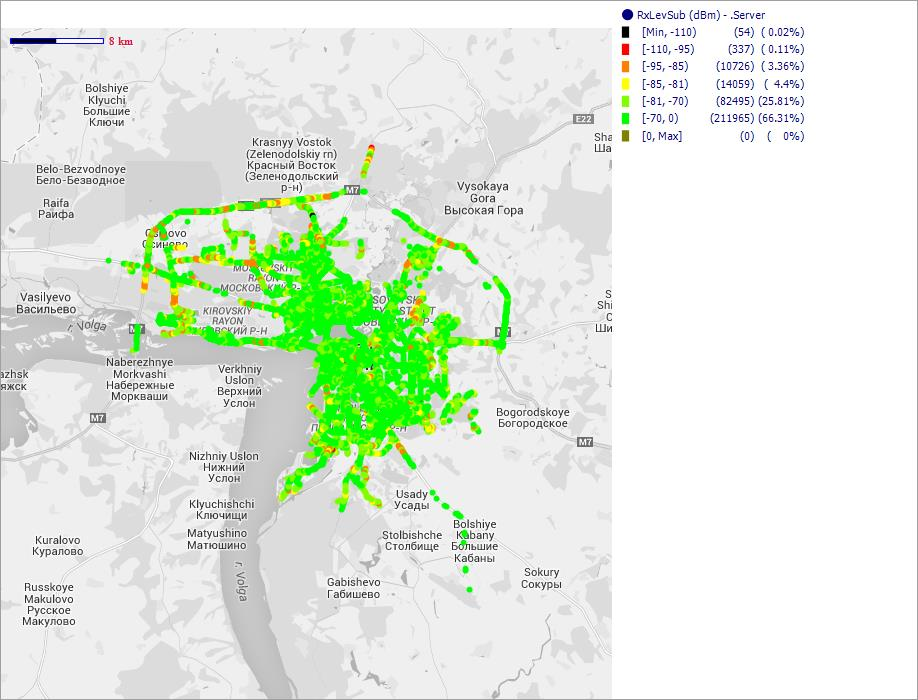 RxLevSub (dBm) - .Server
[Min, -110) (54) ( 0.02%)
[-110, -95) (337) ( 0.11%)
[-95, -85) (10726) ( 3.36%)
[-85, -81) (14059) ( 4.4%)
[-81, -70) (82495) (25.81%)
[-70, 0) (211965) (66.31%)
[0, Max] (0) ( 0%)
8 km
Bolshiye
Klyuchi
Большие
Ключи
E22
Krasnyy Vostok
(Zelenodolskiy rn)
Красный Восток
(Зеленодольский
р-н)
Belo-Bezvodnoye
Бело-Безводное
M7
Vysokaya
Gora
Высокая Гора
Raifa
Раифа
Vasilyevo
Васильево
r. Volga
KIROVSKIY
RAYON
Naberezhnye
Morkvashi
Набережные
Моркваши
Verkhniy
Uslon
Верхний
Услон
M7
Bogorodskoye
Богородское
M7
Nizhniy Uslon
Нижний
Услон
Klyuchishchi
Ключищи
Usady
Усады
Matyushino
Матюшино
Stolbishche
Столбище
Bolshiye
Kabany
Большие
Кабаны
Kuralovo
Куралово
r. Volga
Gabishevo
Габишево
Sokury
Сокуры
Russkoye
Makulovo
Русское
Макулово